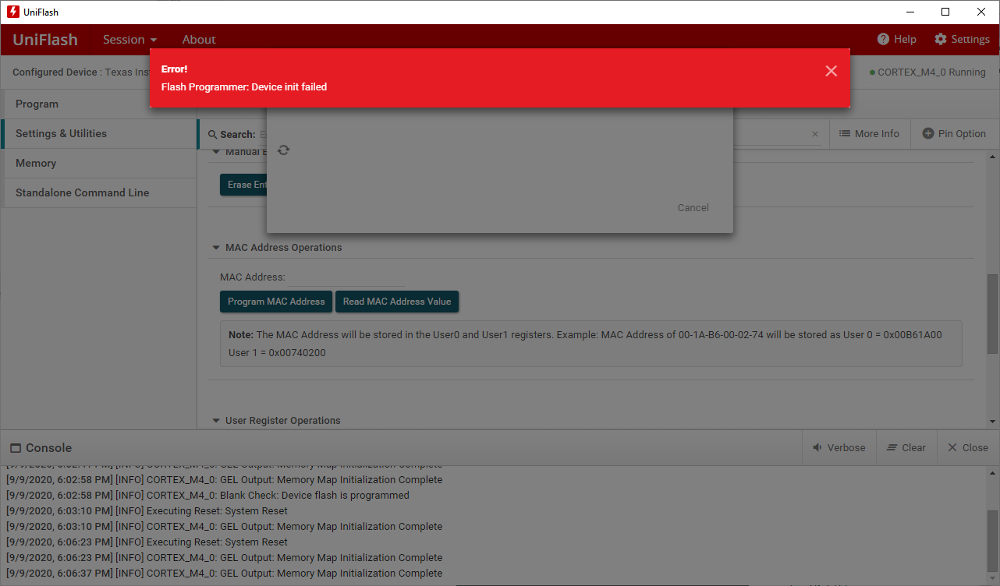 UniFlash
UniFlash Session About Help Settings
Error!
Flash Programmer: Device init failed
Configured Device : Texas Ins
CORTEX_M4_0 Running
Program
Settings & Utilities
Memory
Standalone Command Line
Search:
More Info
Pin Option
Manual E
Erase Ent
Cancel
MAC Address Operations
MAC Address:
Program MAC Address Read MAC Address Value
Note: The MAC Address will be stored in the User0 and User1 registers. Example: MAC Address of 00-1A-B6-00-02-74 will be stored as User 0 = 0x00B61A00
User 1 = 0x00740200
User Register Operations
Console
Verbose Clear Close
[9/9/2020, 6:02:58 PM] [INFO] CORTEX_M4_0: GEL Output: Memory Map Initialization Complete
[9/9/2020, 6:02:58 PM] [INFO] CORTEX_M4_0: Blank Check: Device flash is programmed
[9/9/2020, 6:03:10 PM] [INFO] Executing Reset: System Reset
[9/9/2020, 6:03:10 PM] [INFO] CORTEX_M4_0: GEL Output: Memory Map Initialization Complete
[9/9/2020, 6:06:23 PM] [INFO] Executing Reset: System Reset
[9/9/2020, 6:06:23 PM] [INFO] CORTEX_M4_0: GEL Output: Memory Map Initialization Complete
[9/9/2020, 6:06:37 PM] [INFO] CORTEX_M4_0: GEL Output: Memory Map Initialization Complete